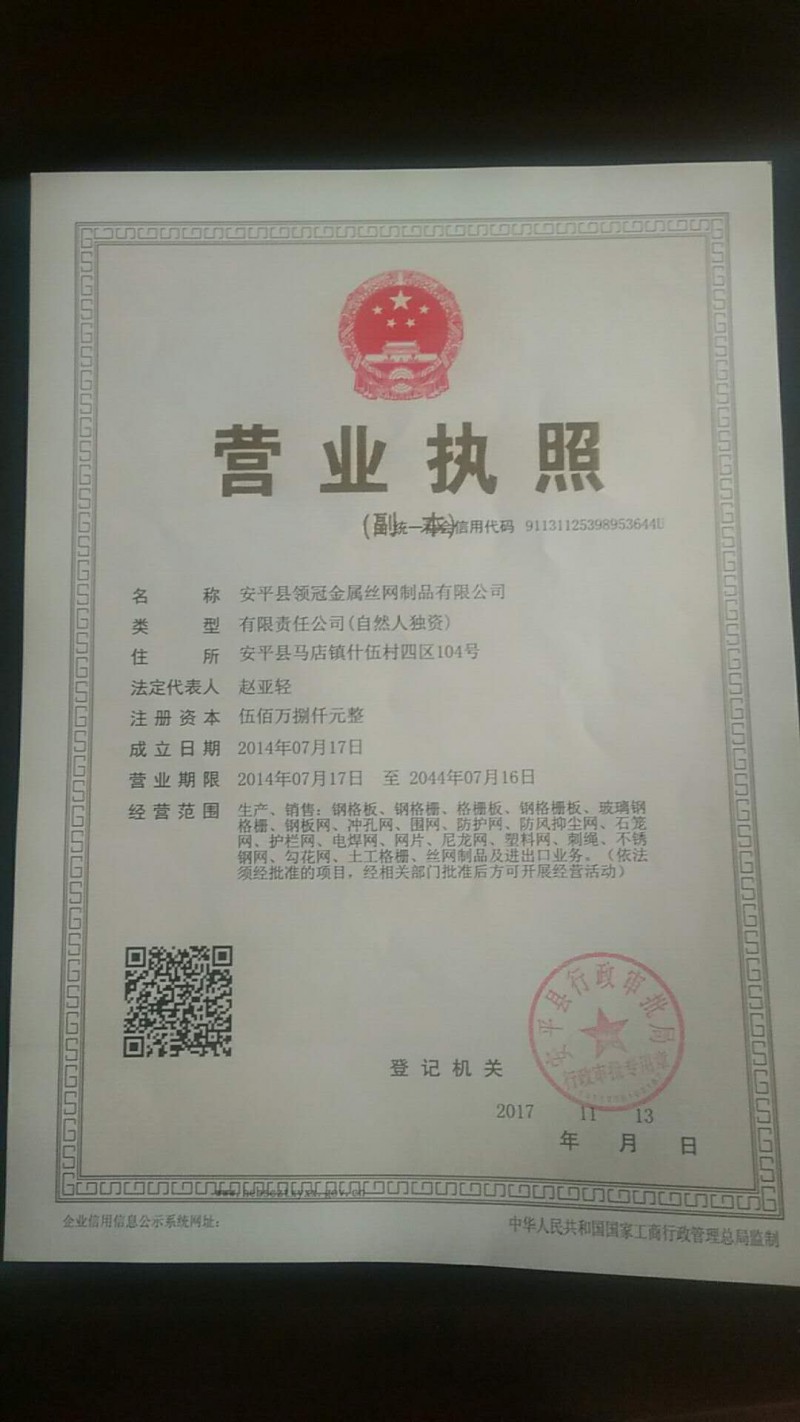 营业执照
(副 本)
统一社会信用代码 91131125398953644U
名称 安平县领冠金属丝网制品有限公司
类型 有限责任公司(自然人独资)
住所 安平县马店镇什伍村四区104号
法定代表人 赵亚轻
注册资本 伍佰万捌仟元整
成立日期 2014年07月17日
营业期限 2014年07月17日 至 2044年07月16日
经营范围 生产、销售：钢格板、钢格栅、格栅板、钢格栅板、玻璃钢
格栅、钢板网、冲孔网、围网、防护网、防风抑尘网、石笼
网、护栏网、电焊网、网片、尼龙网、塑料网、刺绳、不锈
钢网、勾花网、土工格栅、丝网制品及进出口业务。（依法
须经批准的项目，经相关部门批准后方可开展经营活动）
安平县行政审批局
行政审批专用章
登记机关
2017 11 13
年 月 日
企业信用信息公示系统网址：
中华人民共和国国家工商行政管理总局监制